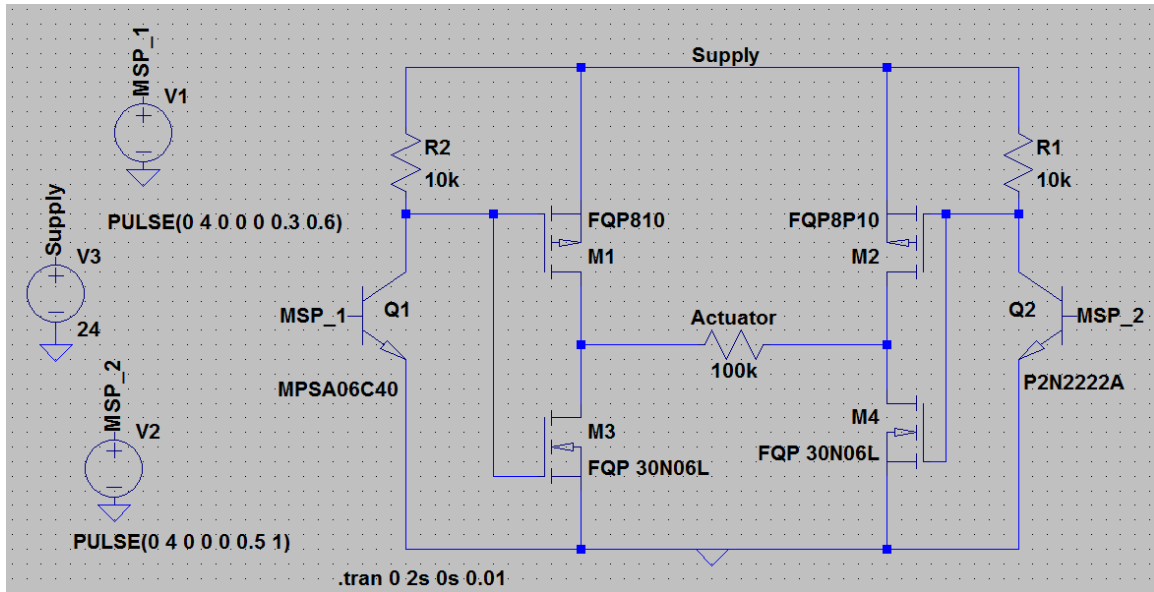 MSP_1
V1
PULSE(0 4 0 0 0 0.3 0.6)
Supply
V3
24
MSP_2
V2
PULSE(0 4 0 0 0 0.5 1)
.tran 0 2s 0s 0.01
Supply
R2
10k
R1
10k
FQP810
M1
FQP8P10
M2
MSP_1
Q1
MPSA06C40
Actuator
100k
Q2
MSP_2
P2N2222A
M3
FQP 30N06L
M4
FQP 30N06L